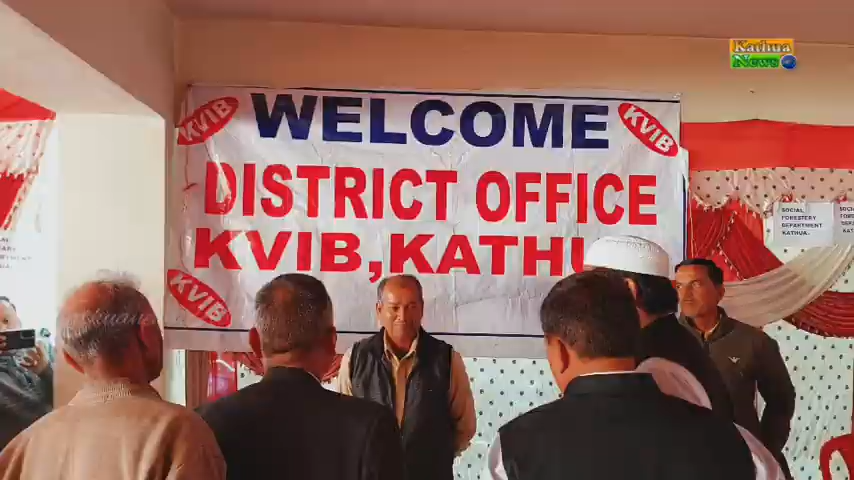 Kathua
News
WELCOME
KVIB
KVIB
DISTRICT OFFICE
KVIB,KATHU
KVIB
SOCIAL
FORESTERY
DEPARTMENT
KATHUA.